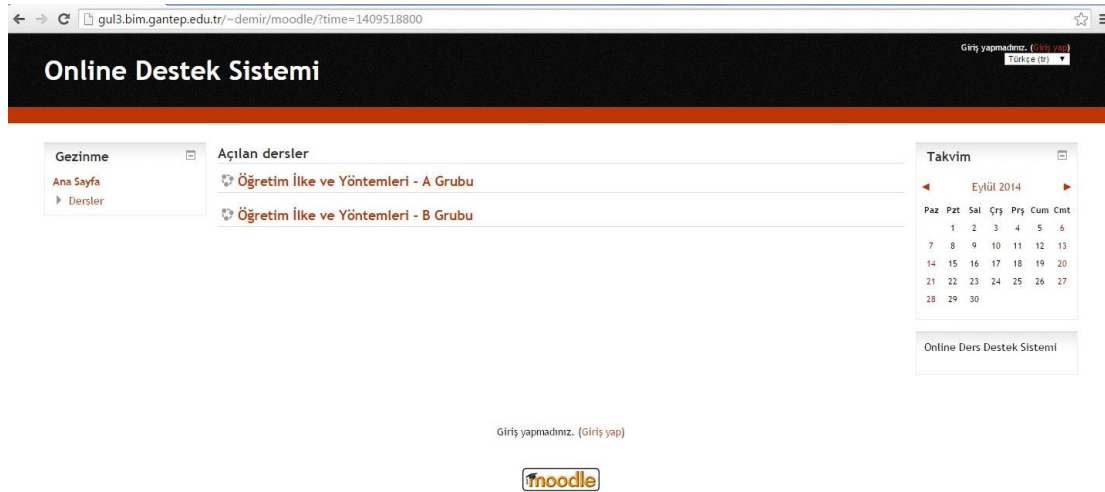 gul3.bim.gantep.edu.tr/~demir/moodle/?time=1409518800
Giriş yapmadınız. (Giriş yap)
Türkçe (tr)
Online Destek Sistemi
Gezinme
Ana Sayfa
Dersler
Açılan dersler
Öğretim İlke ve Yöntemleri - A Grubu
Öğretim İlke ve Yöntemleri - B Grubu
Takvim
Eylül 2014
Paz Pzt Sal Çrş Prş Cum Cmt
1 2 3 4 5 6
7 8 9 10 11 12 13
14 15 16 17 18 19 20
21 22 23 24 25 26 27
28 29 30
Online Ders Destek Sistemi
Giriş yapmadınız. (Giriş yap)
moodle